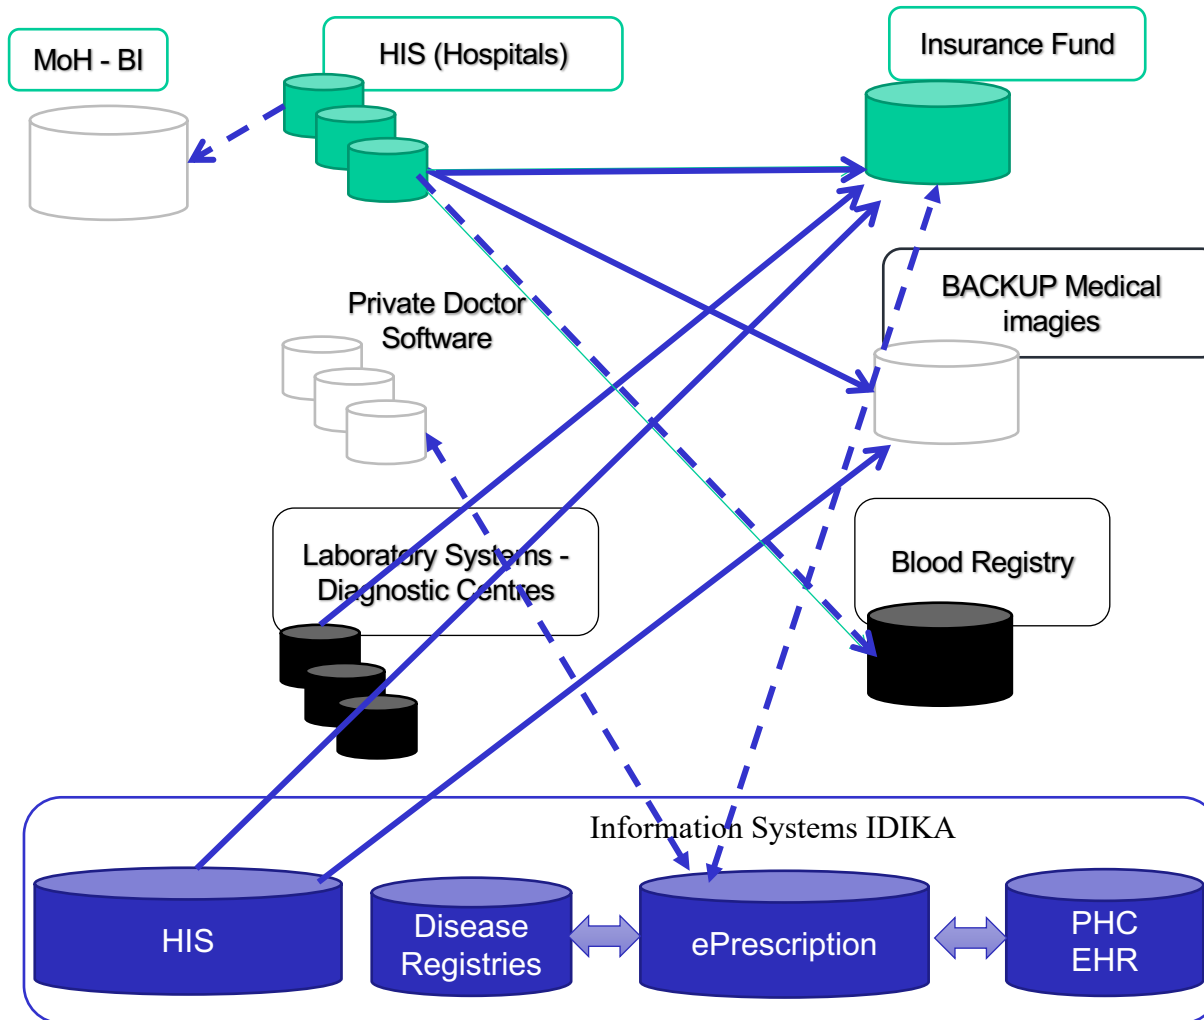 MoH - BI
HIS (Hospitals)
Insurance Fund
Private Doctor
Software
BACKUP Medical
imagies
Laboratory Systems -
Diagnostic Centres
Blood Registry
Information Systems IDIKA
HIS
Disease
Registries
ePrescription
PHC
EHR